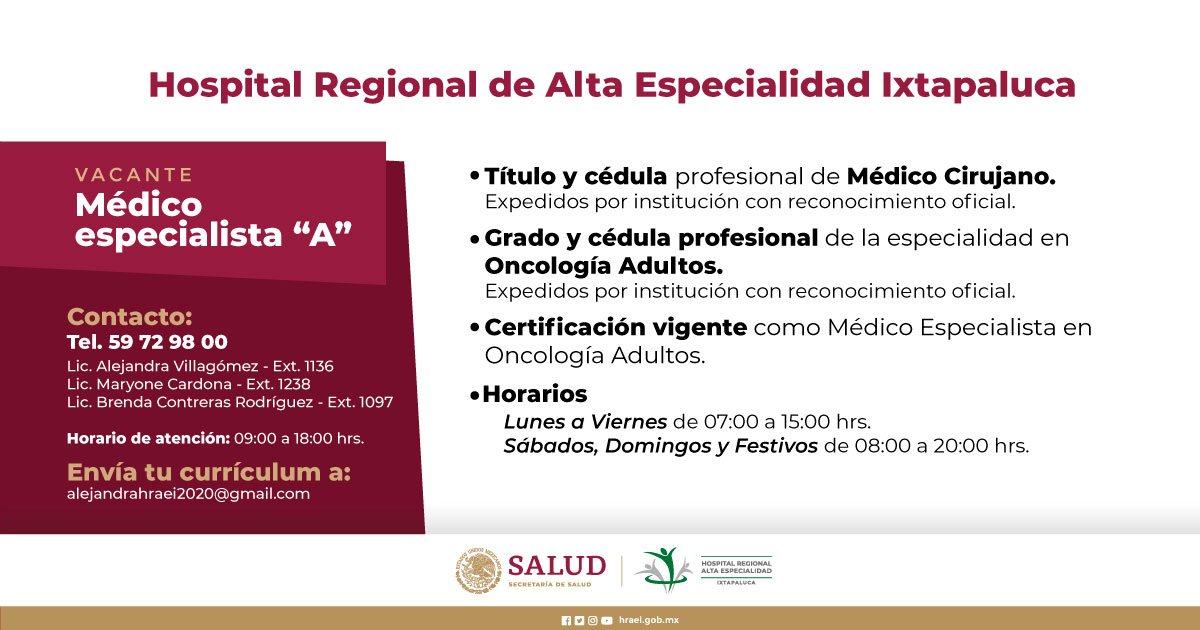 Hospital Regional de Alta Especialidad Ixtapaluca
VACANTE
Médico
especialista “A”
Contacto:
Tel. 59 72 98 00
Lic. Alejandra Villagómez - Ext. 1136
Lic. Maryone Cardona - Ext. 1238
Lic. Brenda Contreras Rodríguez - Ext. 1097
Horario de atención: 09:00 a 18:00 hrs.
Envía tu currículum a:
alejandrahraei2020@gmail.com
• Título y cédula profesional de Médico Cirujano.
Expedidos por institución con reconocimiento oficial.
• Grado y cédula profesional de la especialidad en
Oncología Adultos.
Expedidos por institución con reconocimiento oficial.
• Certificación vigente como Médico Especialista en
Oncología Adultos.
• Horarios
Lunes a Viernes de 07:00 a 15:00 hrs.
Sábados, Domingos y Festivos de 08:00 a 20:00 hrs.
ESTADOS UNIDOS MEXICANOS
SALUD
SECRETARÍA DE SALUD
HOSPITAL REGIONAL
ALTA ESPECIALIDAD
IXTAPALUCA
hraei.gob.mx